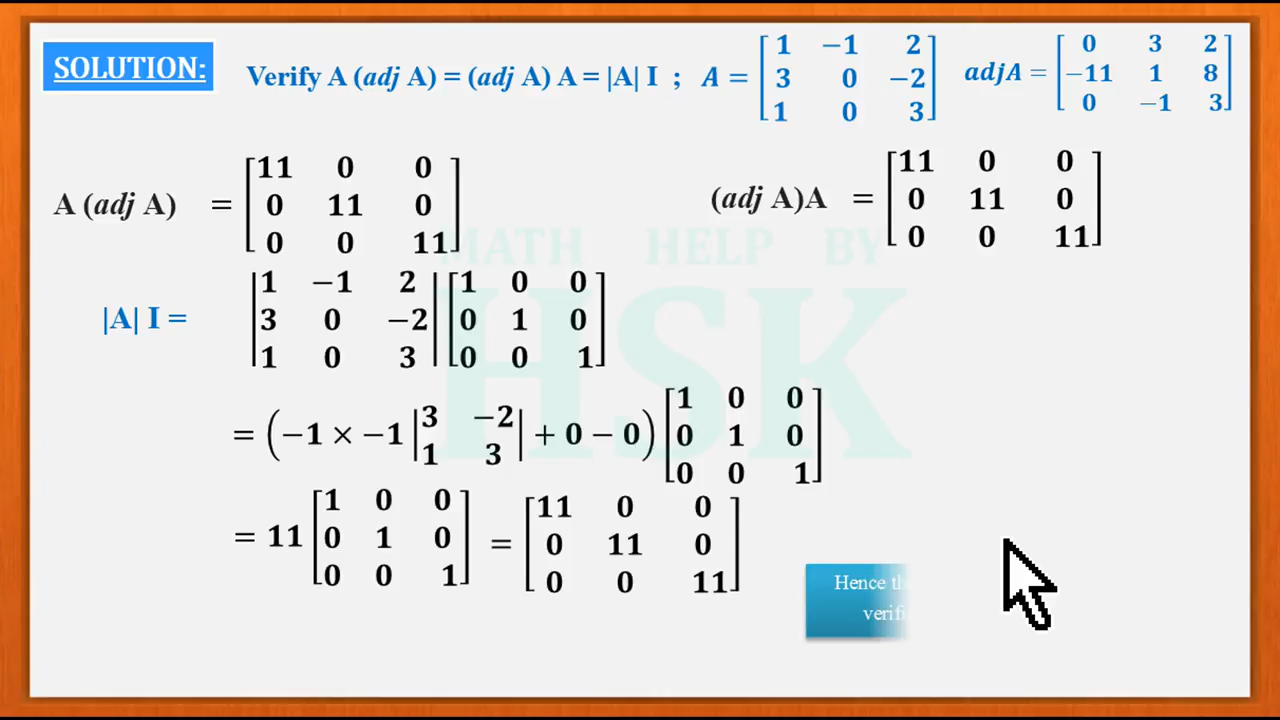 SOLUTION:
Verify A (adj A) = (adj A) A = |A| I ; A = [1 −1 2
3 0 −2
1 0 3] adjA = [0 3 2
−11 1 8
0 −1 3]
A (adj A) = [11 0 0
0 11 0
0 0 11]
(adj A)A = [11 0 0
0 11 0
0 0 11]
MATH HELP BY
HSK
|A| I = |1 −1 2
3 0 −2
1 0 3| [1 0 0
0 1 0
0 0 1]
= (−1 × −1 |3 −2
1 3| + 0 − 0) [1 0 0
0 1 0
0 0 1]
= 11 [1 0 0
0 1 0
0 0 1] = [11 0 0
0 11 0
0 0 11]
Hence